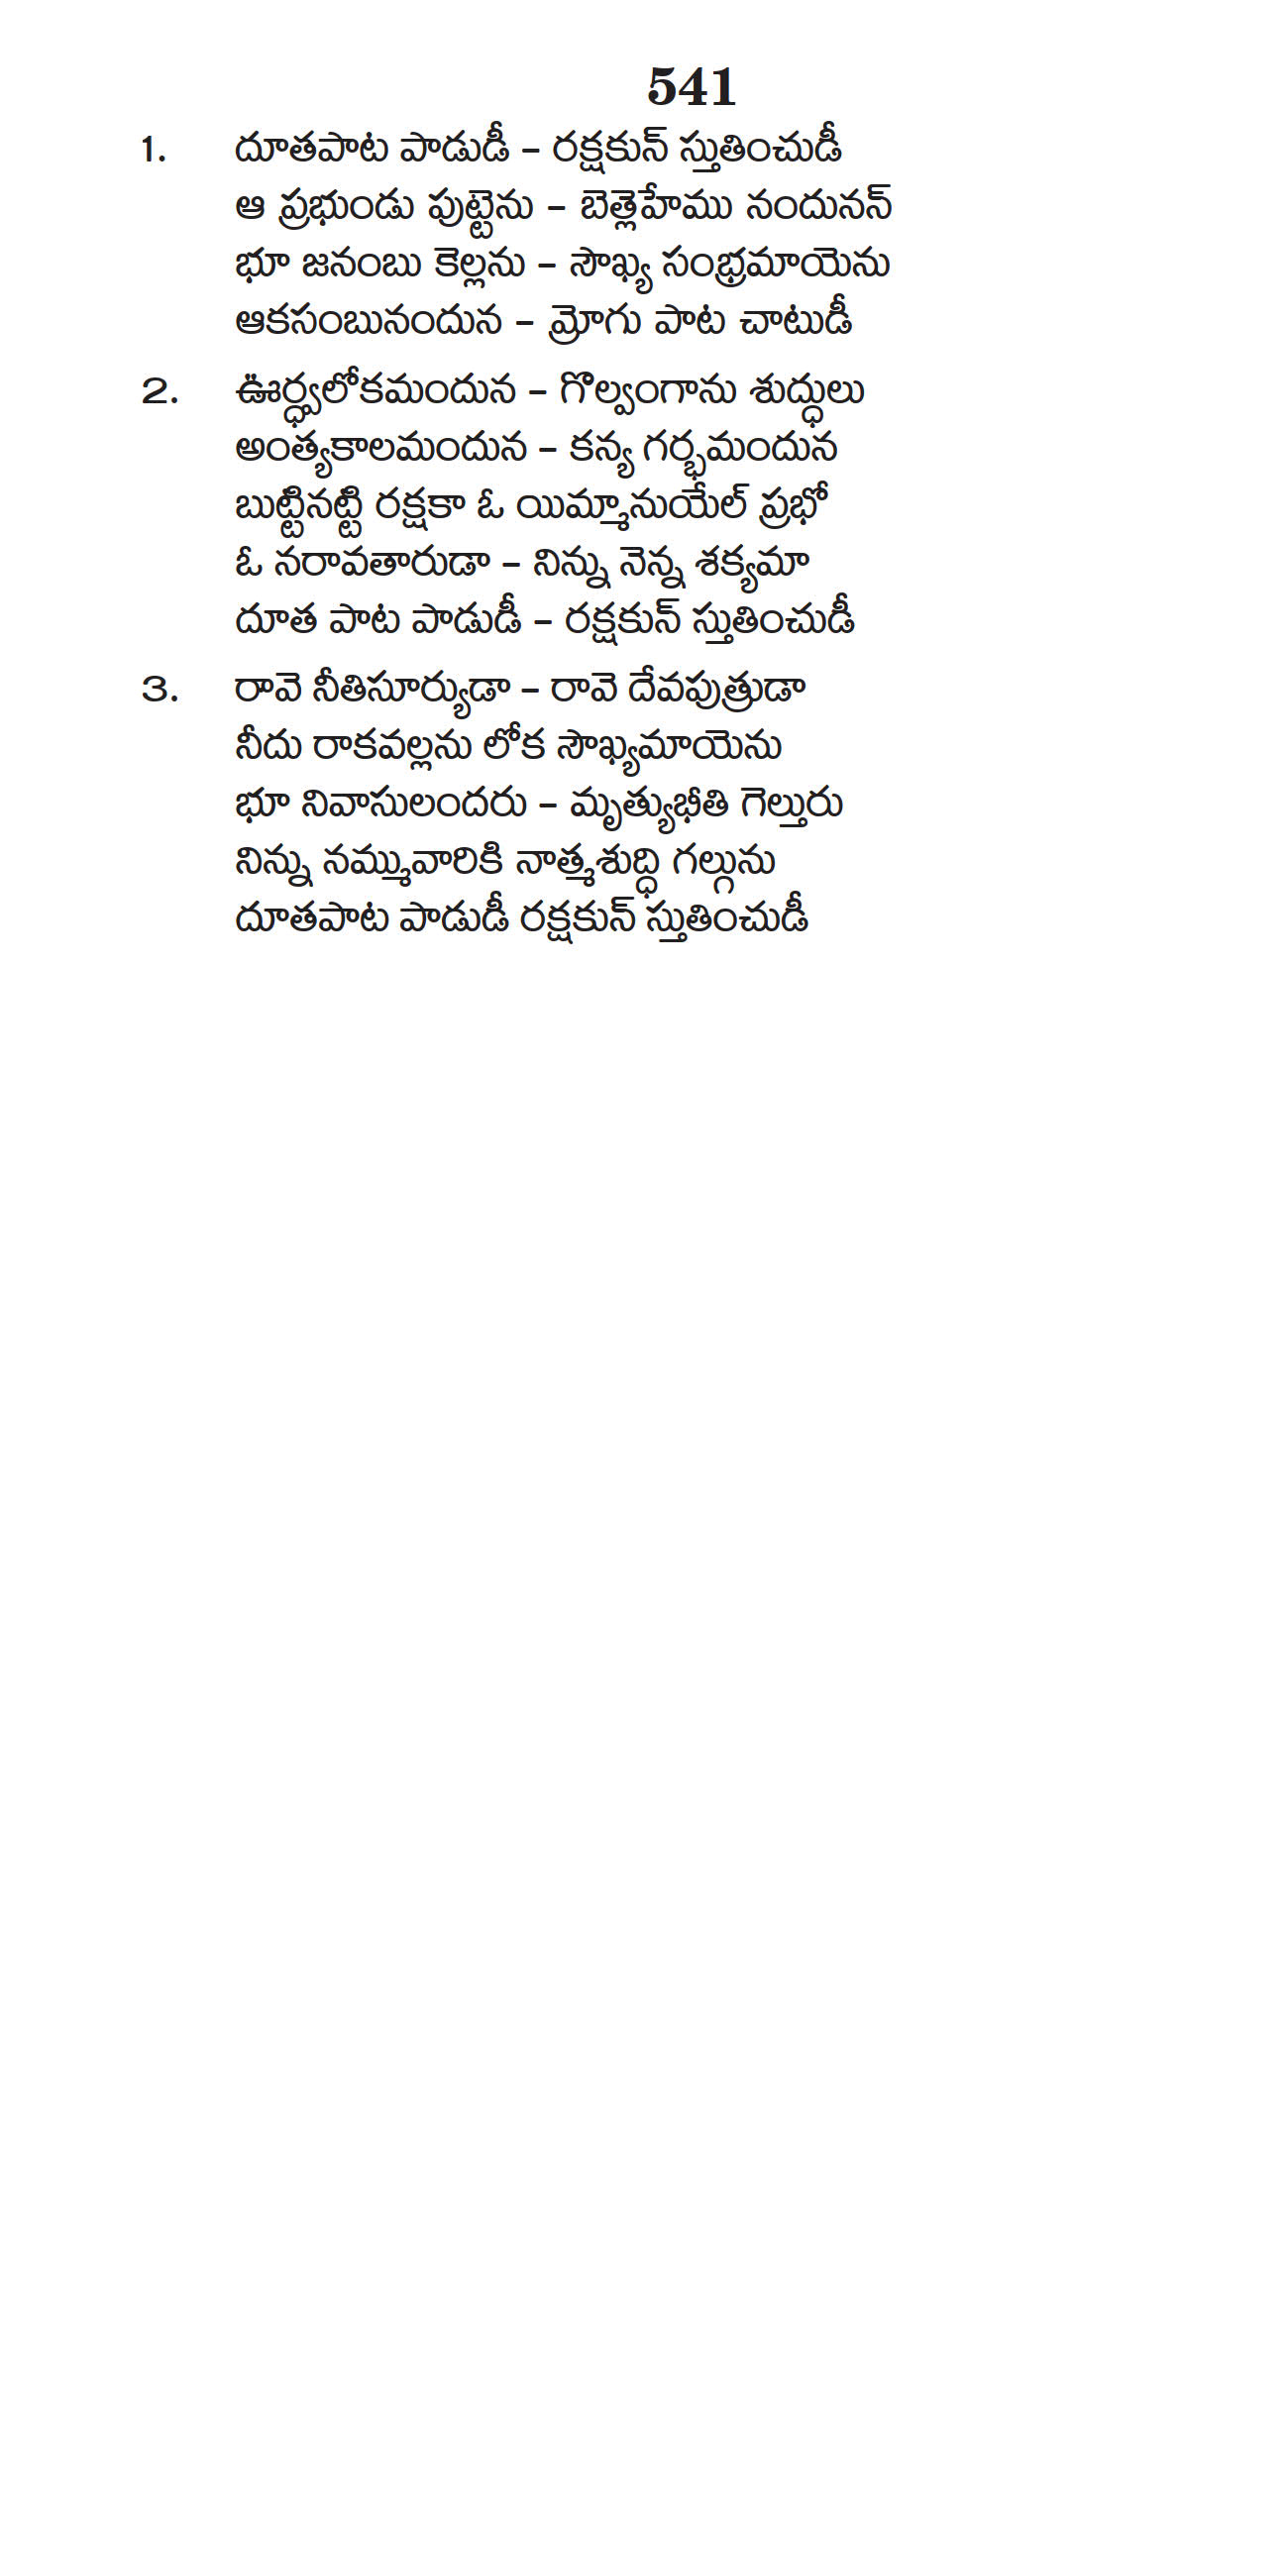 541
1. దూతపాట పాడుడీ – రక్షకున్ స్తుతించుడీ
ఆ ప్రభుండు పుట్టెను – బెత్లెహేము నందునన్
భూ జనంబు కెల్లను – సౌఖ్య సంభ్రమాయెను
ఆకసంబునందున – మ్రోగు పాట చాటుడీ
2. ఊర్ధ్వలోకమందున – గొల్వంగాను శుద్ధులు
అంత్యకాలమందున – కన్య గర్భమందున
బుట్టినట్టి రక్షకా ఓ యిమ్మానుయేల్ ప్రభో
ఓ నరావతారుడా – నిన్ను నెన్న శక్యమా
దూత పాట పాడుడీ – రక్షకున్ స్తుతించుడీ
3. రావె నీతిసూర్యుడా – రావె దేవపుత్రుడా
నీదు రాకవల్లను లోక సౌఖ్యమాయెను
భూ నివాసులందరు – మృత్యుభీతి గెల్తురు
నిన్ను నమ్మువారికి నాత్మశుద్ధి గల్గును
దూతపాట పాడుడీ రక్షకున్ స్తుతించుడీ